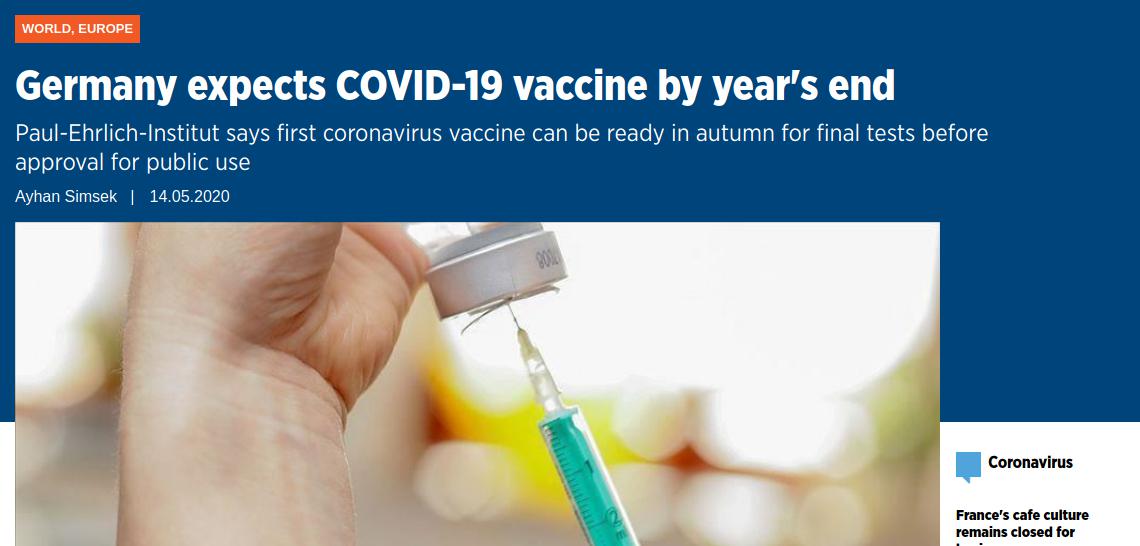 WORLD, EUROPE
Germany expects COVID-19 vaccine by year's end
Paul-Ehrlich-Institut says first coronavirus vaccine can be ready in autumn for final tests before
approval for public use
Ayhan Simsek | 14.05.2020
Coronavirus
France's cafe culture
remains closed for